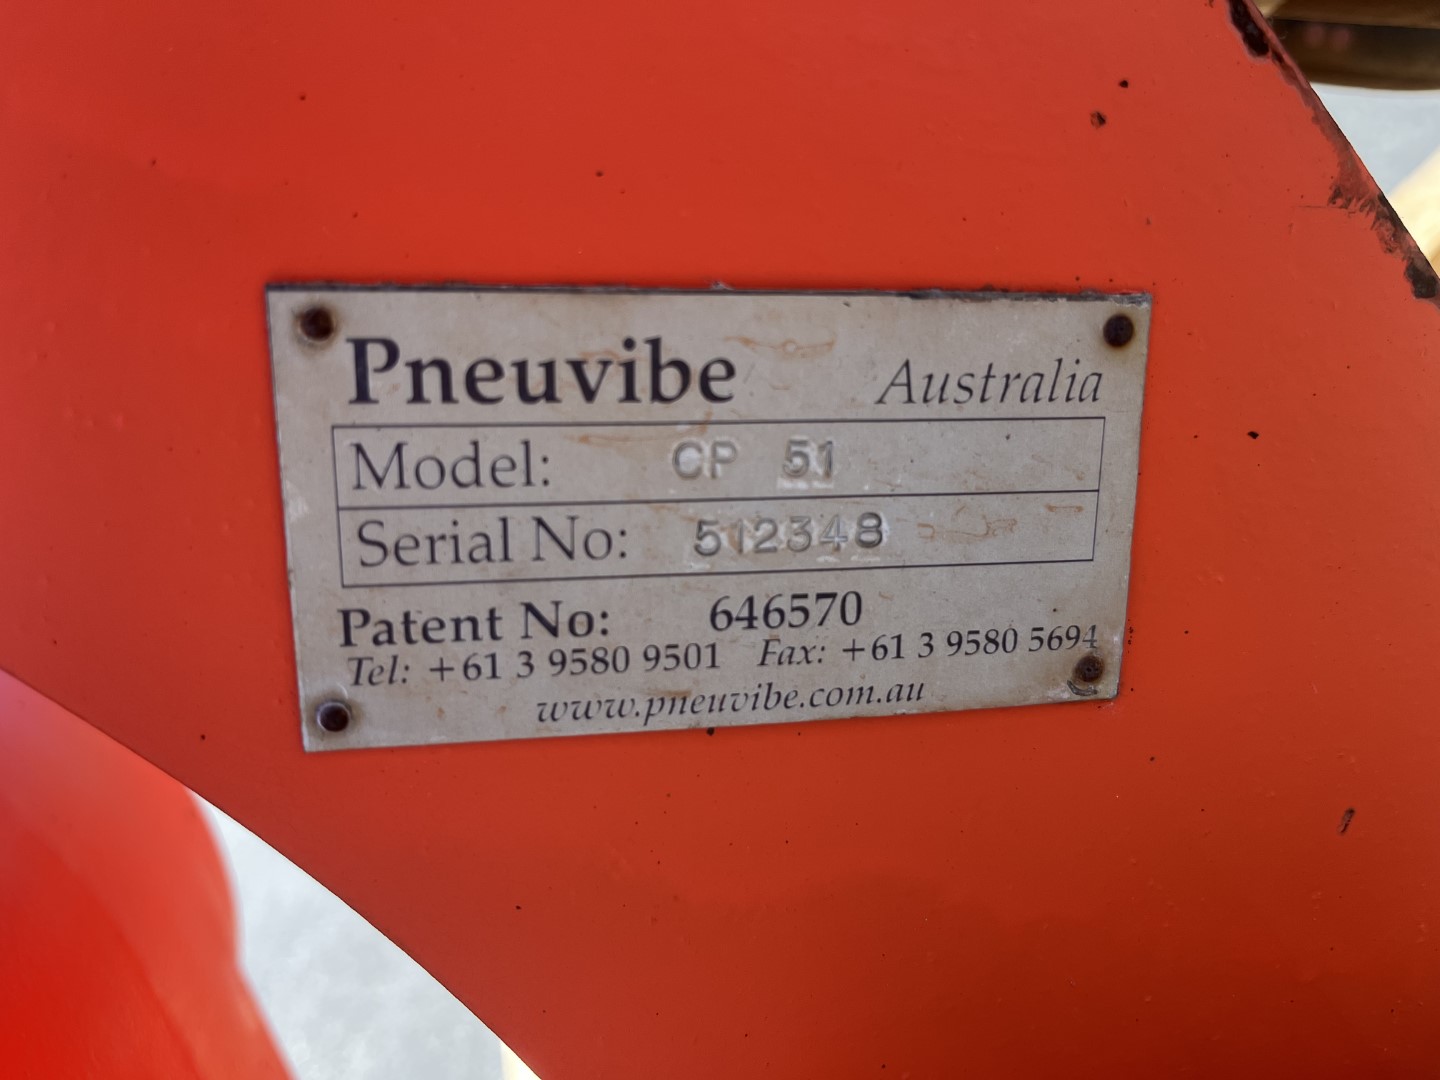 Pneuvibe Australia
Model: CP 51
Serial No: 512348
Patent No: 646570
Tel: +61 3 9580 9501 Fax: +61 3 9580 5694
www.pneuvibe.com.au